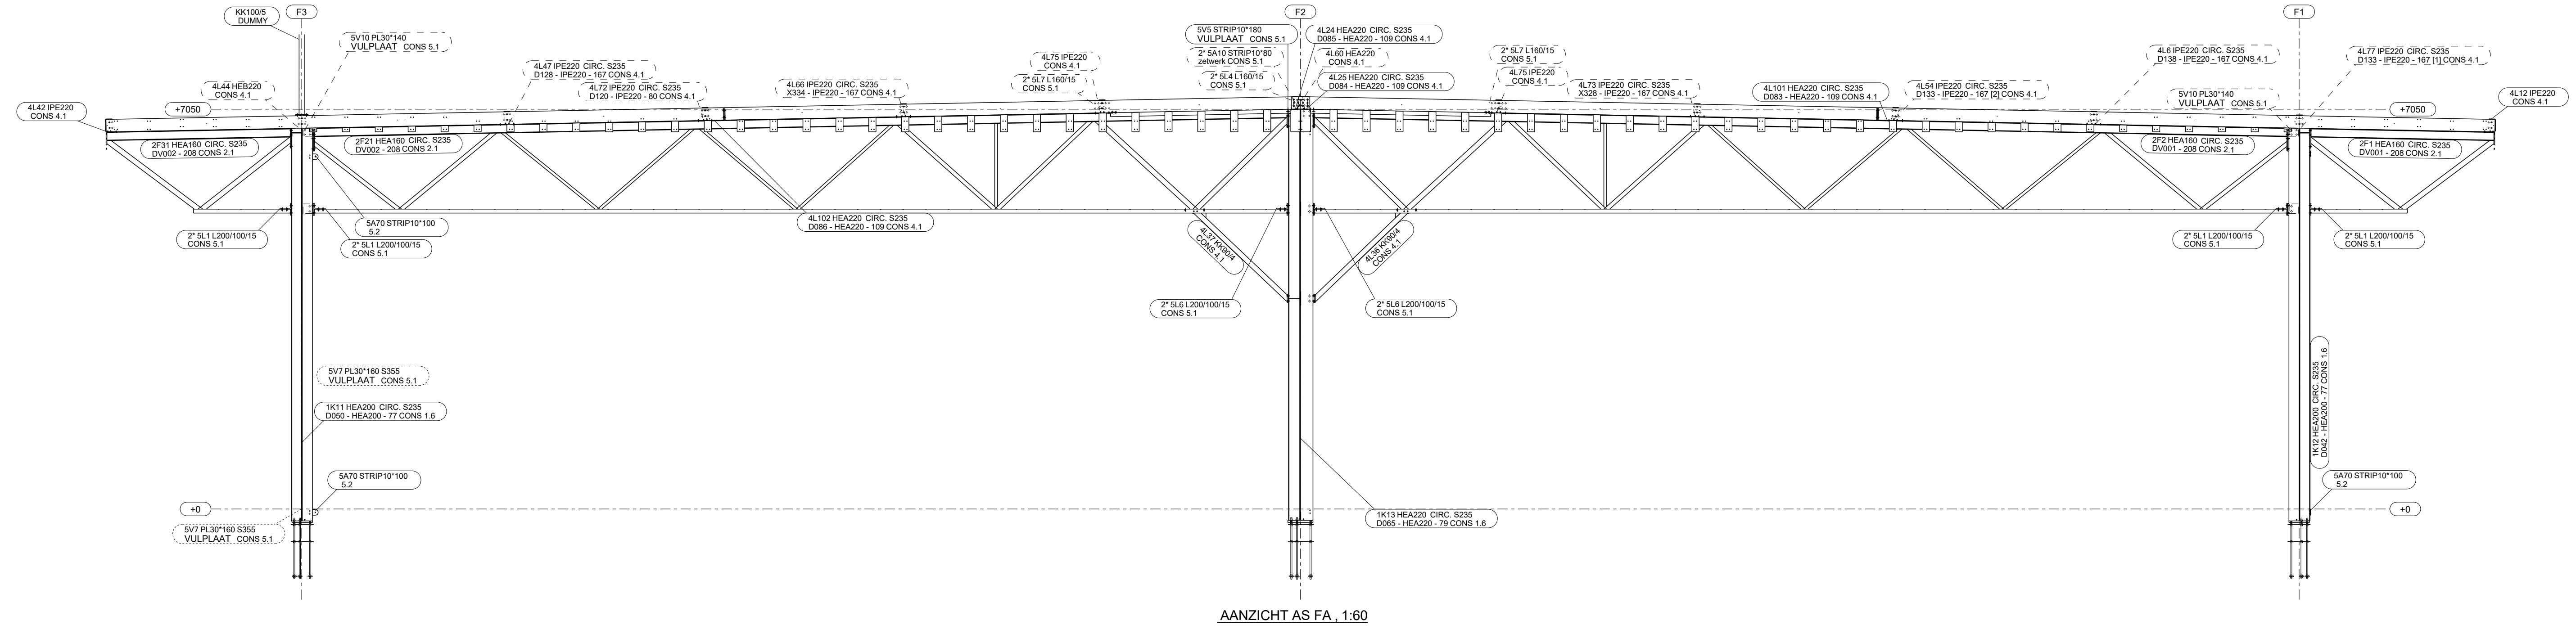 KK100/5
DUMMY
F3
F2
F1
5V10 PL30*140
VULPLAAT CONS 5.1
4L47 IPE220 CIRC. S235
D128 - IPE220 - 167 CONS 4.1
4L75 IPE220
CONS 4.1
2* 5L7 L160/15
CONS 5.1
5V5 STRIP10*180
VULPLAAT CONS 5.1
2* 5A10 STRIP10*80
zetwerk CONS 5.1
2* 5L4 L160/15
CONS 5.1
4L24 HEA220 CIRC. S235
D085 - HEA220 - 109 CONS 4.1
4L60 HEA220
CONS 4.1
4L25 HEA220 CIRC. S235
D084 - HEA220 - 109 CONS 4.1
2* 5L7 L160/15
CONS 5.1
4L75 IPE220
CONS 4.1
4L6 IPE220 CIRC. S235
D138 - IPE220 - 167 CONS 4.1
4L77 IPE220 CIRC. S235
D133 - IPE220 - 167 [1] CONS 4.1
4L44 HEB220
CONS 4.1
4L72 IPE220 CIRC. S235
D120 - IPE220 - 80 CONS 4.1
4L66 IPE220 CIRC. S235
X334 - IPE220 - 167 CONS 4.1
4L73 IPE220 CIRC. S235
X328 - IPE220 - 167 CONS 4.1
4L101 HEA220 CIRC. S235
D083 - HEA220 - 109 CONS 4.1
4L54 IPE220 CIRC. S235
D133 - IPE220 - 167 [2] CONS 4.1
5V10 PL30*140
VULPLAAT CONS 5.1
4L12 IPE220
CONS 4.1
4L42 IPE220
CONS 4.1
+7050
+7050
2F31 HEA160 CIRC. S235
DV002 - 208 CONS 2.1
2F21 HEA160 CIRC. S235
DV002 - 208 CONS 2.1
2F2 HEA160 CIRC. S235
DV001 - 208 CONS 2.1
2F1 HEA160 CIRC. S235
DV001 - 208 CONS 2.1
5A70 STRIP10*100
5.2
4L102 HEA220 CIRC. S235
D086 - HEA220 - 109 CONS 4.1
2* 5L1 L200/100/15
CONS 5.1
2* 5L1 L200/100/15
CONS 5.1
4L37 KK90/4
CONS 4.1
4L36 KK90/4
CONS 4.1
2* 5L1 L200/100/15
CONS 5.1
2* 5L1 L200/100/15
CONS 5.1
2* 5L6 L200/100/15
CONS 5.1
2* 5L6 L200/100/15
CONS 5.1
5V7 PL30*160 S355
VULPLAAT CONS 5.1
1K11 HEA200 CIRC. S235
D050 - HEA200 - 77 CONS 1.6
1K12 HEA200 CIRC. S235
D042 - HEA200 - 77 CONS 1.6
5A70 STRIP10*100
5.2
5A70 STRIP10*100
5.2
+0
+0
5V7 PL30*160 S355
VULPLAAT CONS 5.1
1K13 HEA220 CIRC. S235
D065 - HEA220 - 79 CONS 1.6
AANZICHT AS FA , 1:60